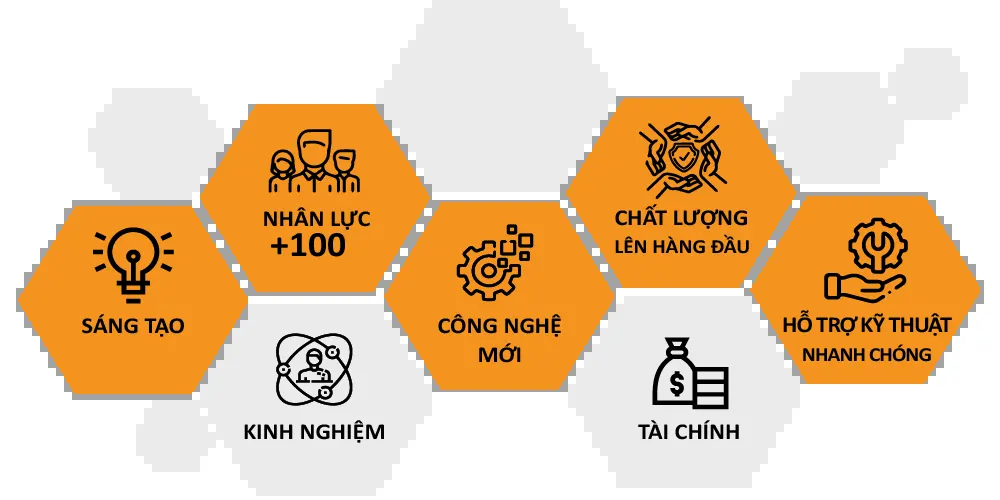 SÁNG TẠO
NHÂN LỰC
+100
KINH NGHIỆM
CÔNG NGHỆ
MỚI
CHẤT LƯỢNG
LÊN HÀNG ĐẦU
$
TÀI CHÍNH
HỖ TRỢ KỸ THUẬT
NHANH CHÓNG